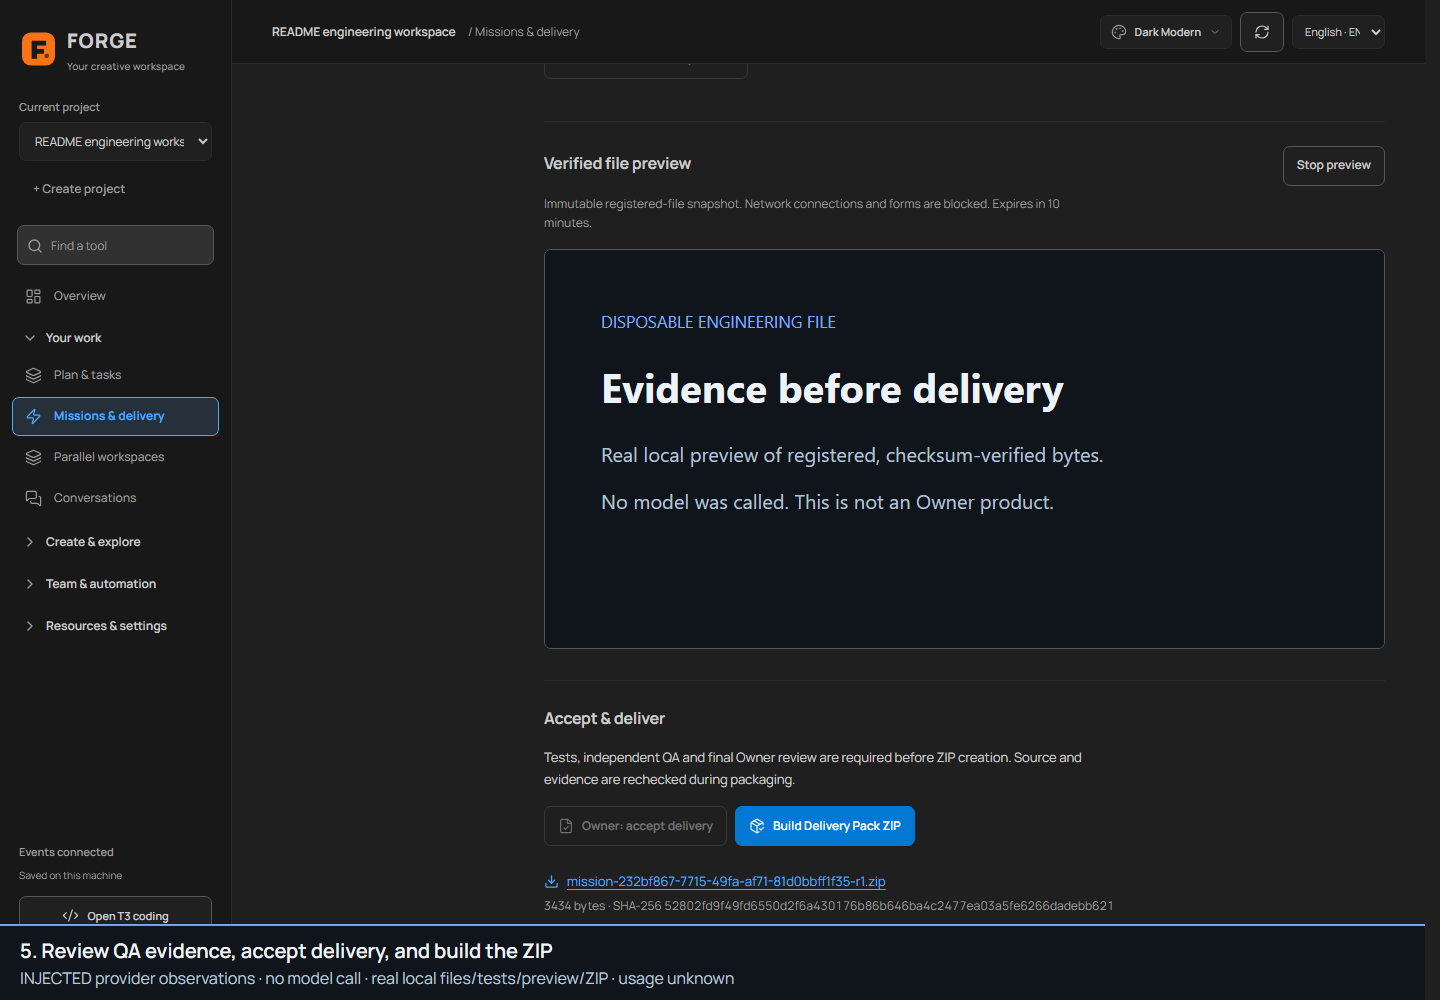 FORGE
Your creative workspace
Current project
README engineering works
+ Create project
Find a tool
Overview
Your work
Plan & tasks
Missions & delivery
Parallel workspaces
Conversations
Create & explore
Team & automation
Resources & settings
Events connected
Saved on this machine
</> Open T3 coding
README engineering workspace / Missions & delivery
Dark Modern
English · EN
Verified file preview
Stop preview
Immutable registered-file snapshot. Network connections and forms are blocked. Expires in 10
minutes.
DISPOSABLE ENGINEERING FILE
Evidence before delivery
Real local preview of registered, checksum-verified bytes.
No model was called. This is not an Owner product.
Accept & deliver
Tests, independent QA and final Owner review are required before ZIP creation. Source and
evidence are rechecked during packaging.
Owner: accept delivery
Build Delivery Pack ZIP
mission-232bf867-7715-49fa-af71-81d0bbff1f35-r1.zip
3434 bytes · SHA-256 52802fd9f49fd6550d2f6a430176b86b646ba4c2477ea03a5fe6266dadebb621
5. Review QA evidence, accept delivery, and build the ZIP
INJECTED provider observations · no model call · real local files/tests/preview/ZIP · usage unknown